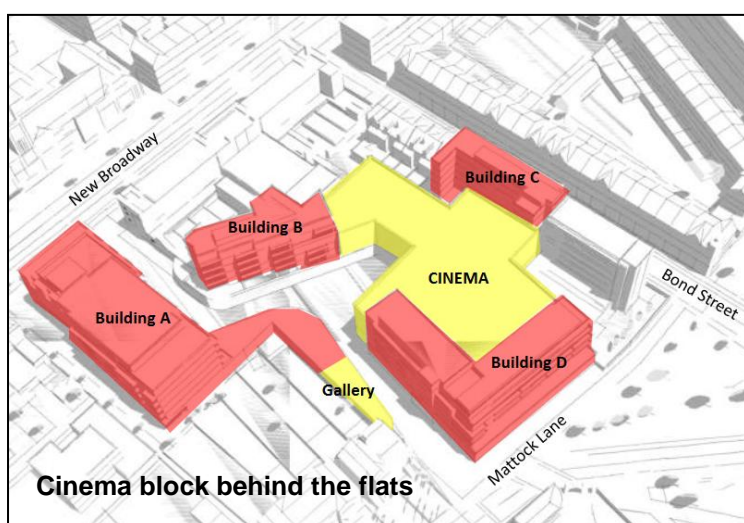 New Broadway
Building C
Building B
CINEMA
Bond Street
Building A
Building D
Gallery
Mattock Lane
Cinema block behind the flats